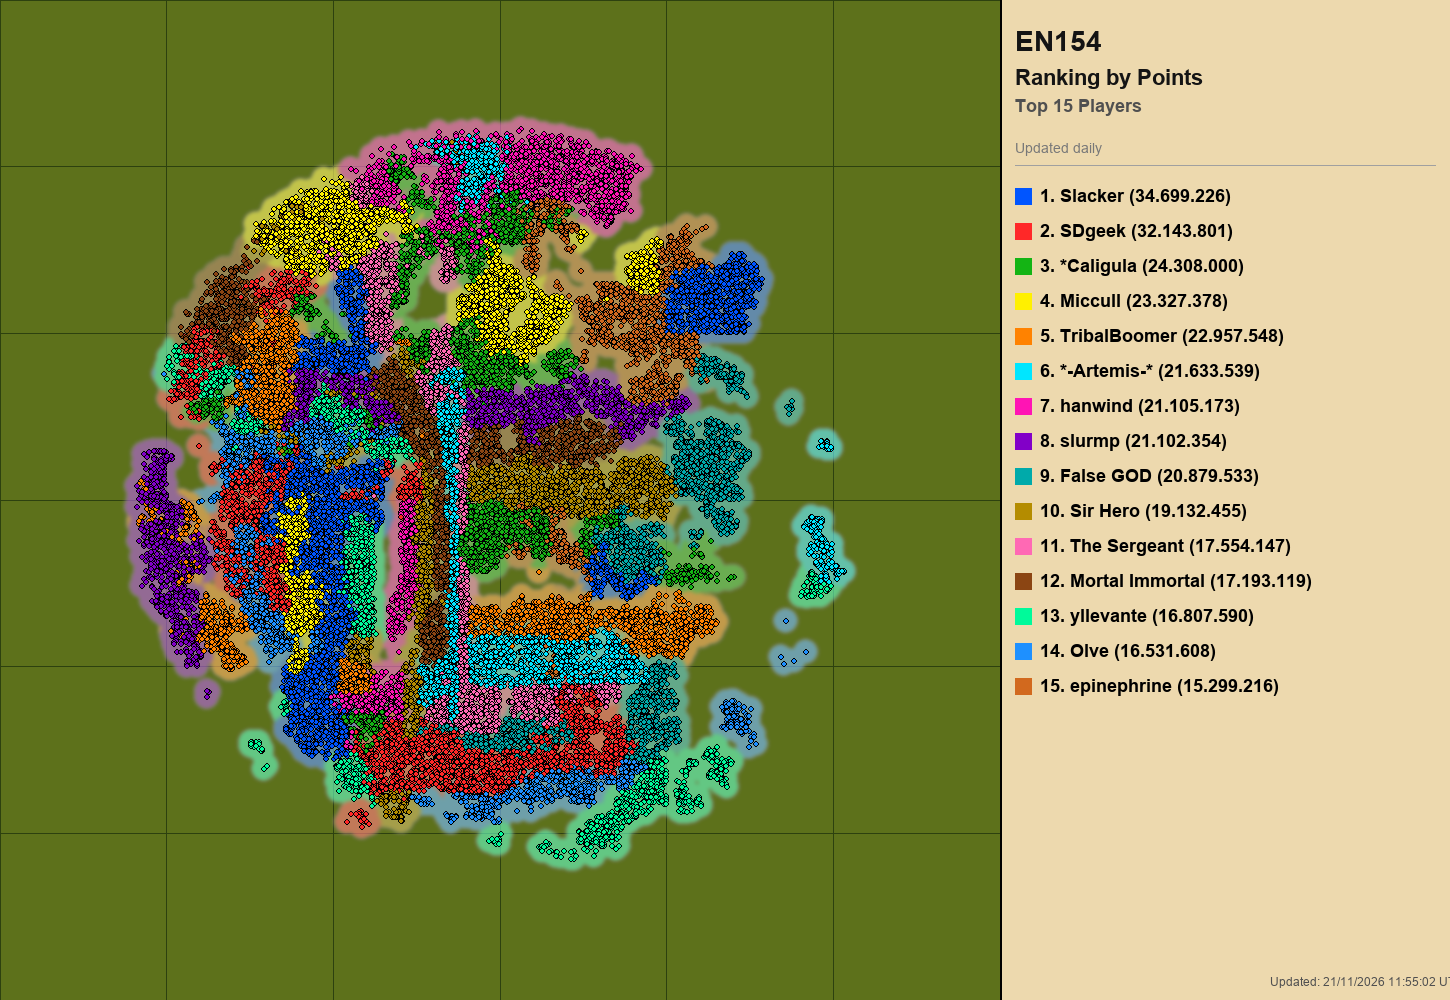 EN154
Ranking by Points
Top 15 Players
Updated daily
1. Slacker (34.699.226)
2. SDgeek (32.143.801)
3. *Caligula (24.308.000)
4. Miccull (23.327.378)
5. TribalBoomer (22.957.548)
6. *-Artemis-* (21.633.539)
7. hanwind (21.105.173)
8. slurmp (21.102.354)
9. False GOD (20.879.533)
10. Sir Hero (19.132.455)
11. The Sergeant (17.554.147)
12. Mortal Immortal (17.193.119)
13. yllevante (16.807.590)
14. Olve (16.531.608)
15. epinephrine (15.299.216)
Updated: 21/11/2026 11:55:02 U